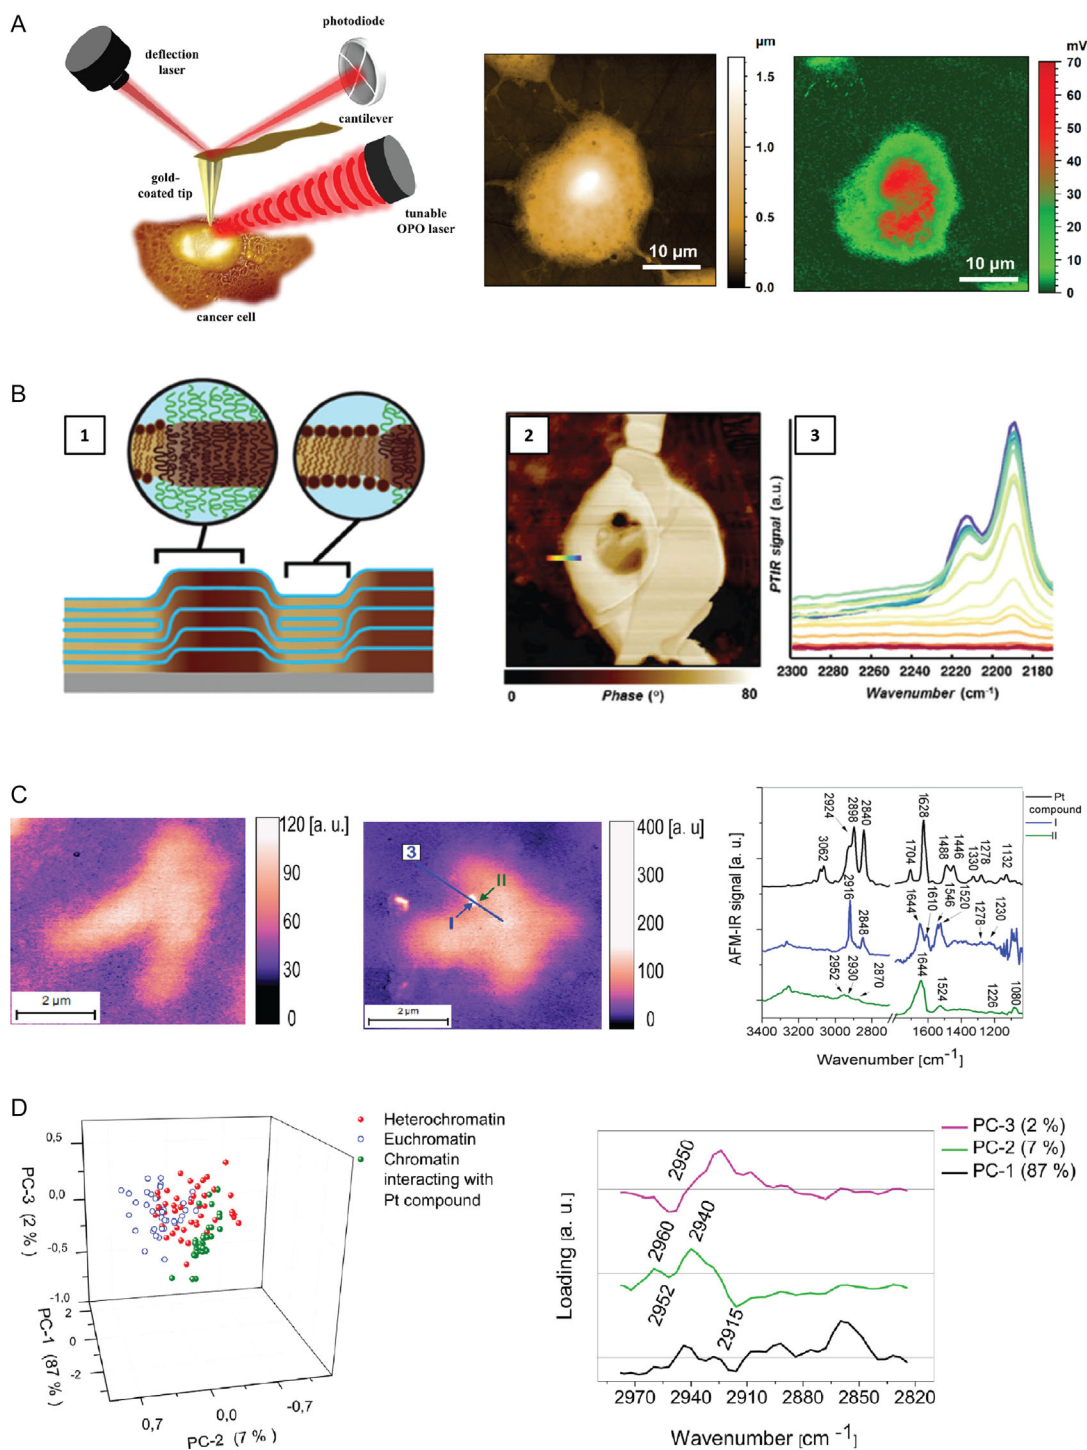 A
deflection
laser
photodiode
cantilever
gold-
coated tip
tunable
OPO laser
cancer cell
10 µm
µm
1.5
1.0
0.5
0.0
10 µm
mV
70
60
50
40
30
20
10
0
B
1
2
0 Phase (°) 80
3
PTIR signal (a.u.)
2300 2280 2260 2240 2220 2200 2180
Wavenumber (cm-1)
C
2 µm
120 [a. u.]
90
60
30
0
3
II
I
2 µm
400 [a. u]
300
200
100
0
AFM-IR signal [a. u.]
Pt
compound
I
II
3062
2924
2898
2840
1704
1628
1488
1446
1330
1278
1132
2916
2848
1644
1610
1546
1520
1278
1230
2952
2930
2870
1644
1524
1226
1080
3400 3200 3000 2800 1600 1400 1200
Wavenumber [cm-1]
D
PC-3 (2 %)
0,5
0,0
-0.5
-1.0
PC-1 (87 %)
2
0
-2
0,7 0,0 -0,7
PC-2 (7 %)
Heterochromatin
Euchromatin
Chromatin
interacting with
Pt compound
Loading [a. u.]
PC-3 (2 %)
PC-2 (7 %)
PC-1 (87 %)
2950
2960
2940
2952
2915
2970 2940 2910 2880 2850 2820
Wavenumber [cm-1]